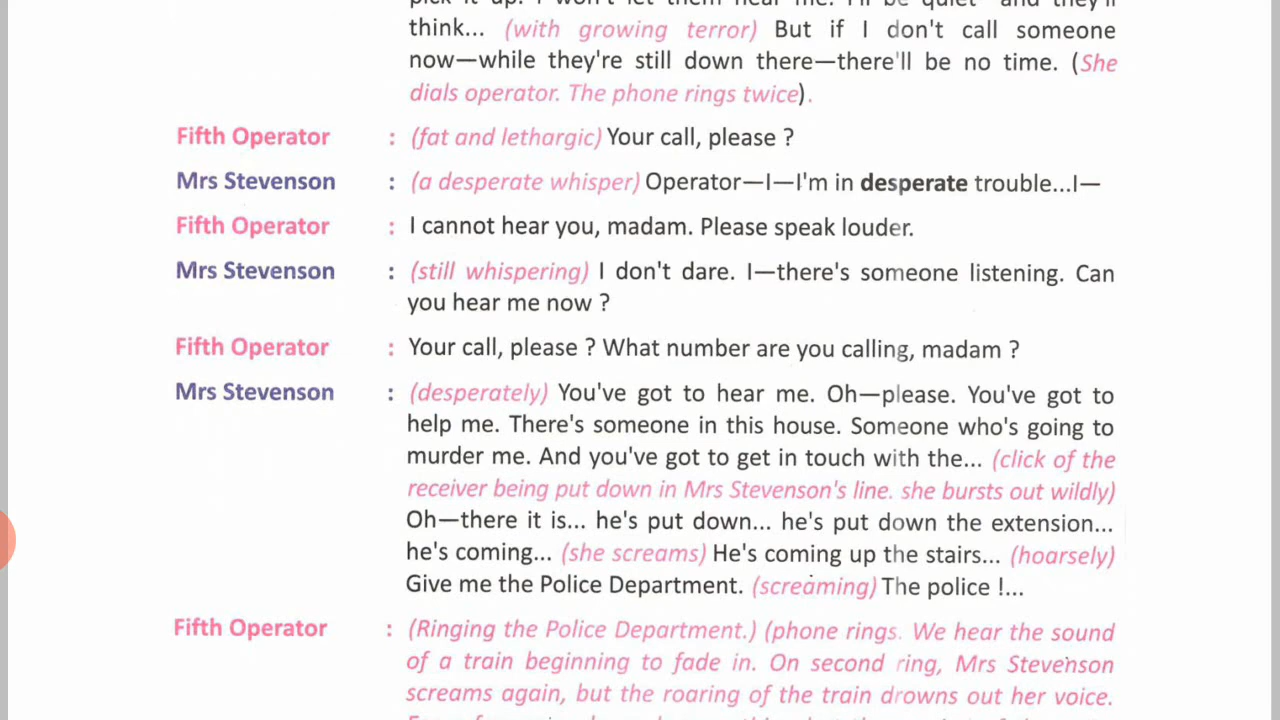 think... (with growing terror) But if I don't call someone
now—while they're still down there—there'll be no time. (She
dials operator. The phone rings twice).
Fifth Operator : (fat and lethargic) Your call, please ?
Mrs Stevenson : (a desperate whisper) Operator—I—I'm in desperate trouble...I—
Fifth Operator : I cannot hear you, madam. Please speak louder.
Mrs Stevenson : (still whispering) I don't dare. I—there's someone listening. Can
you hear me now ?
Fifth Operator : Your call, please ? What number are you calling, madam ?
Mrs Stevenson : (desperately) You've got to hear me. Oh—please. You've got to
help me. There's someone in this house. Someone who's going to
murder me. And you've got to get in touch with the... (click of the
receiver being put down in Mrs Stevenson's line. she bursts out wildly)
Oh—there it is... he's put down... he's put down the extension...
he's coming... (she screams) He's coming up the stairs... (hoarsely)
Give me the Police Department. (screaming) The police !...
Fifth Operator : (Ringing the Police Department.) (phone rings. We hear the sound
of a train beginning to fade in. On second ring, Mrs Stevenson
screams again, but the roaring of the train drowns out her voice.